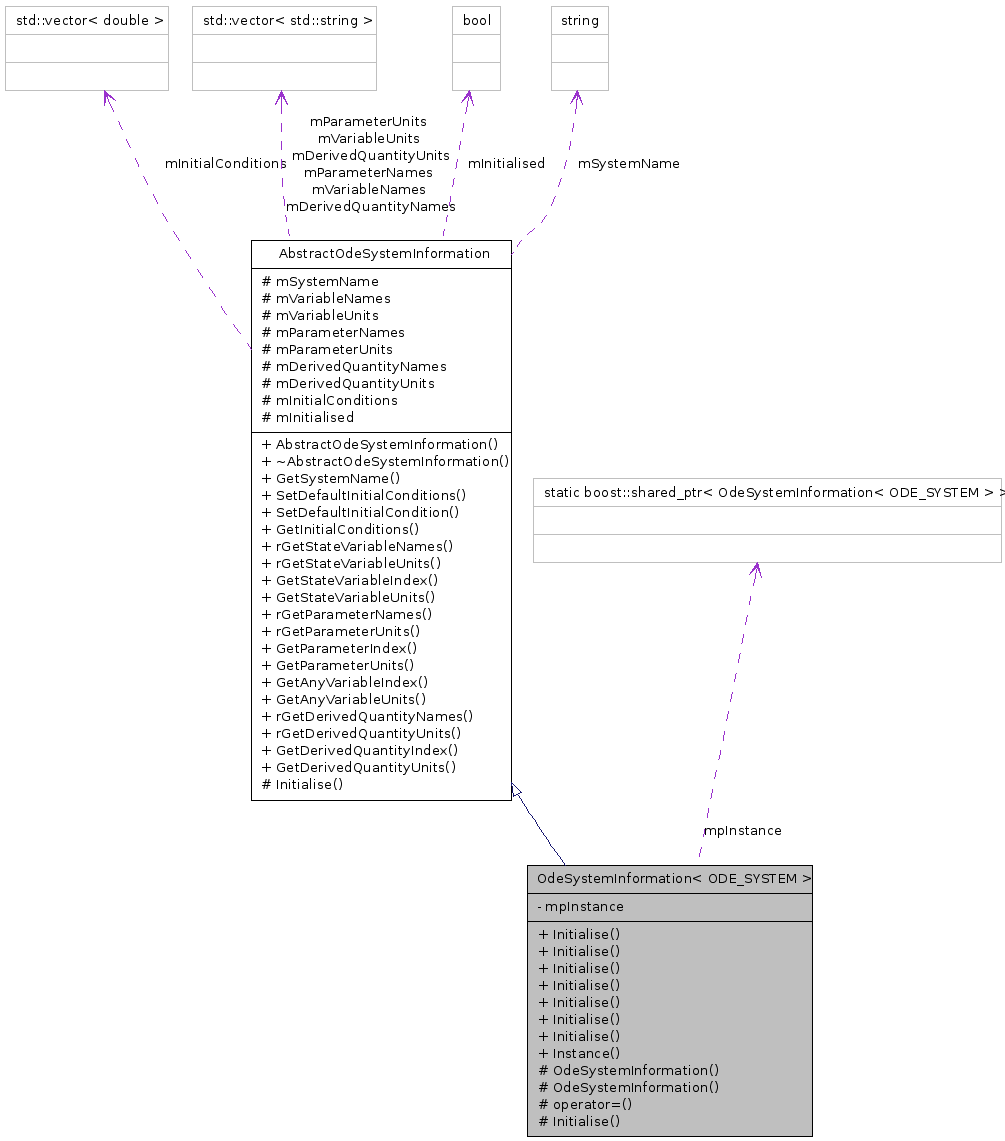 std::vector< double >
std::vector< std::string >
bool
string
mParameterUnits
mVariableUnits
mDerivedQuantityUnits
mParameterNames
mVariableNames
mDerivedQuantityNames
mInitialConditions
mInitialised
mSystemName
AbstractOdeSystemInformation
# mSystemName
# mVariableNames
# mVariableUnits
# mParameterNames
# mParameterUnits
# mDerivedQuantityNames
# mDerivedQuantityUnits
# mInitialConditions
# mInitialised
+ AbstractOdeSystemInformation()
+ ~AbstractOdeSystemInformation()
+ GetSystemName()
+ SetDefaultInitialConditions()
+ SetDefaultInitialCondition()
+ GetInitialConditions()
+ rGetStateVariableNames()
+ rGetStateVariableUnits()
+ GetStateVariableIndex()
+ GetStateVariableUnits()
+ rGetParameterNames()
+ rGetParameterUnits()
+ GetParameterIndex()
+ GetParameterUnits()
+ GetAnyVariableIndex()
+ GetAnyVariableUnits()
+ rGetDerivedQuantityNames()
+ rGetDerivedQuantityUnits()
+ GetDerivedQuantityIndex()
+ GetDerivedQuantityUnits()
# Initialise()
static boost::shared_ptr< OdeSystemInformation< ODE_SYSTEM > >
mpInstance
OdeSystemInformation< ODE_SYSTEM >
- mpInstance
+ Initialise()
+ Initialise()
+ Initialise()
+ Initialise()
+ Initialise()
+ Initialise()
+ Initialise()
+ Instance()
# OdeSystemInformation()
# OdeSystemInformation()
# operator=()
# Initialise()